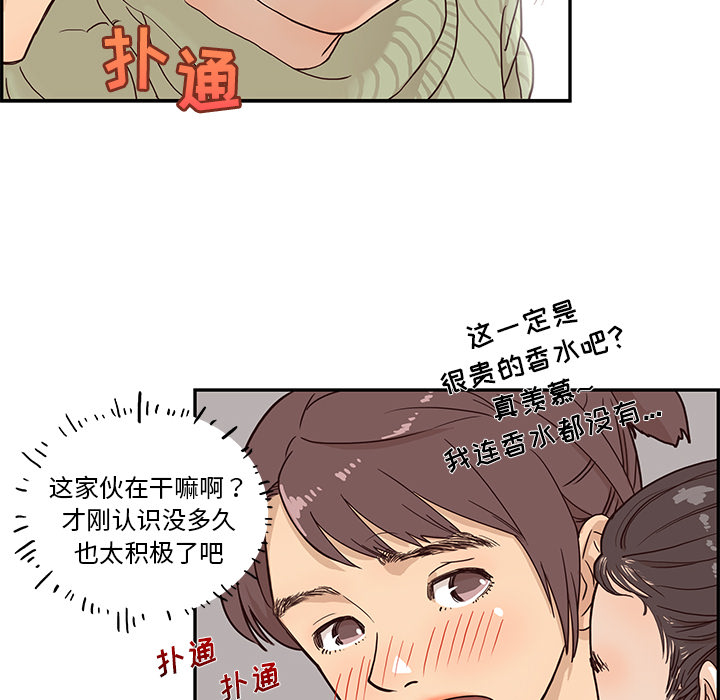 扑通
这一定是
很贵的香水吧?
真羡慕~
我连香水都没有...
这家伙在干嘛啊?
才刚认识没多久
也太积极了吧
扑通
扑通